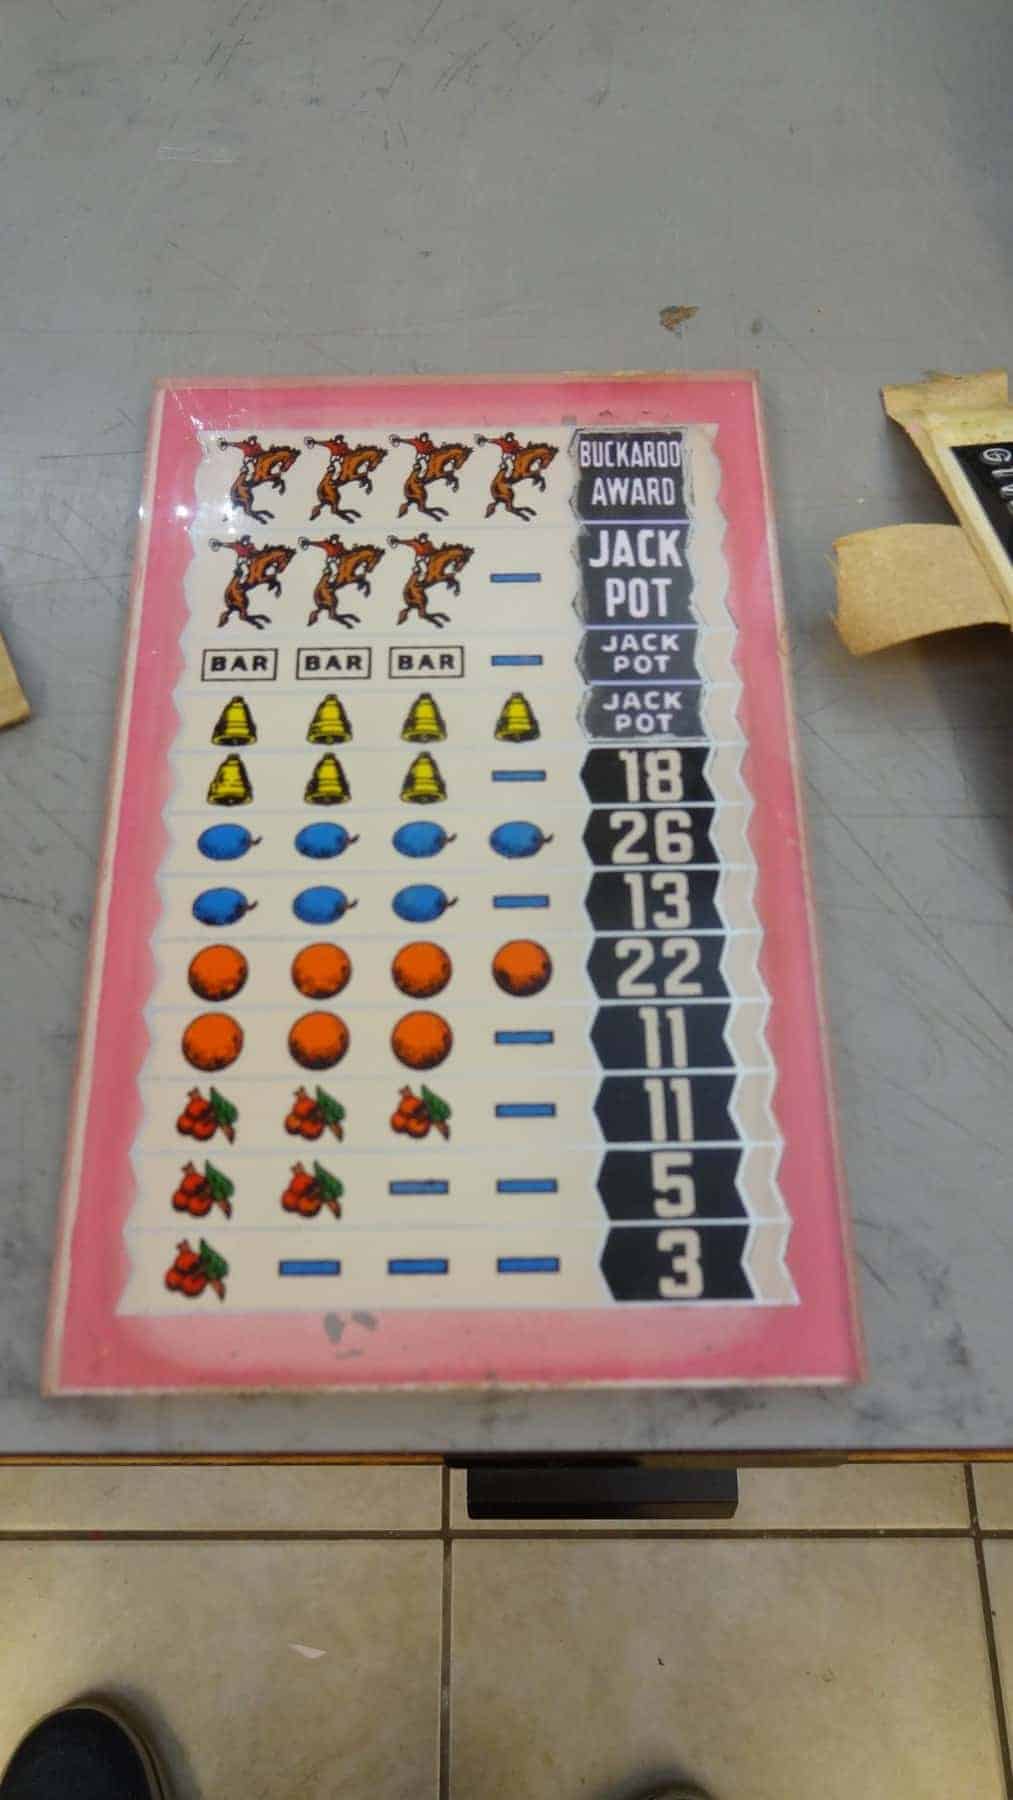 BUCKAROO
AWARD
JACK
POT
BAR BAR BAR
JACK
POT
JACK
POT
18
26
13
22
11
11
5
3